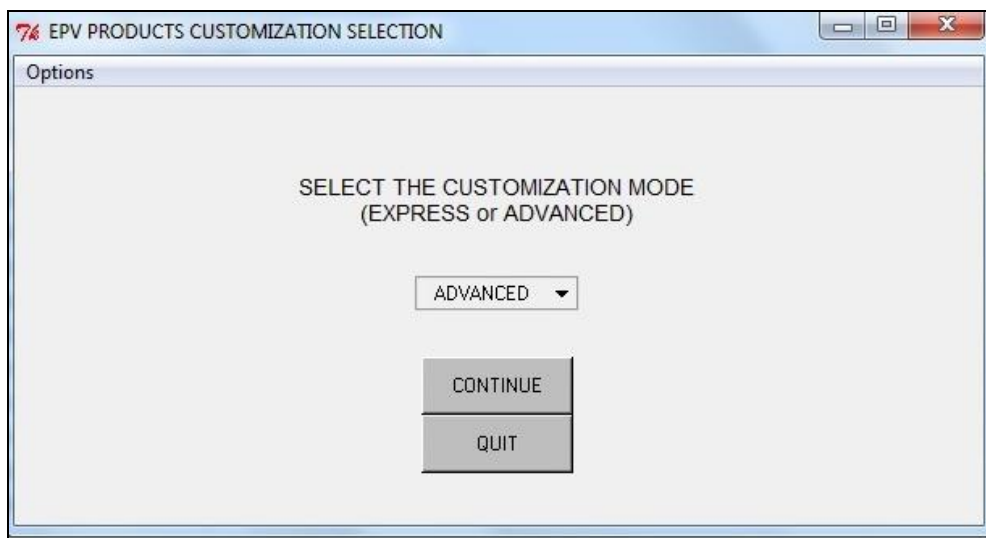 EPV PRODUCTS CUSTOMIZATION SELECTION
Options
SELECT THE CUSTOMIZATION MODE
(EXPRESS or ADVANCED)
ADVANCED
CONTINUE
QUIT